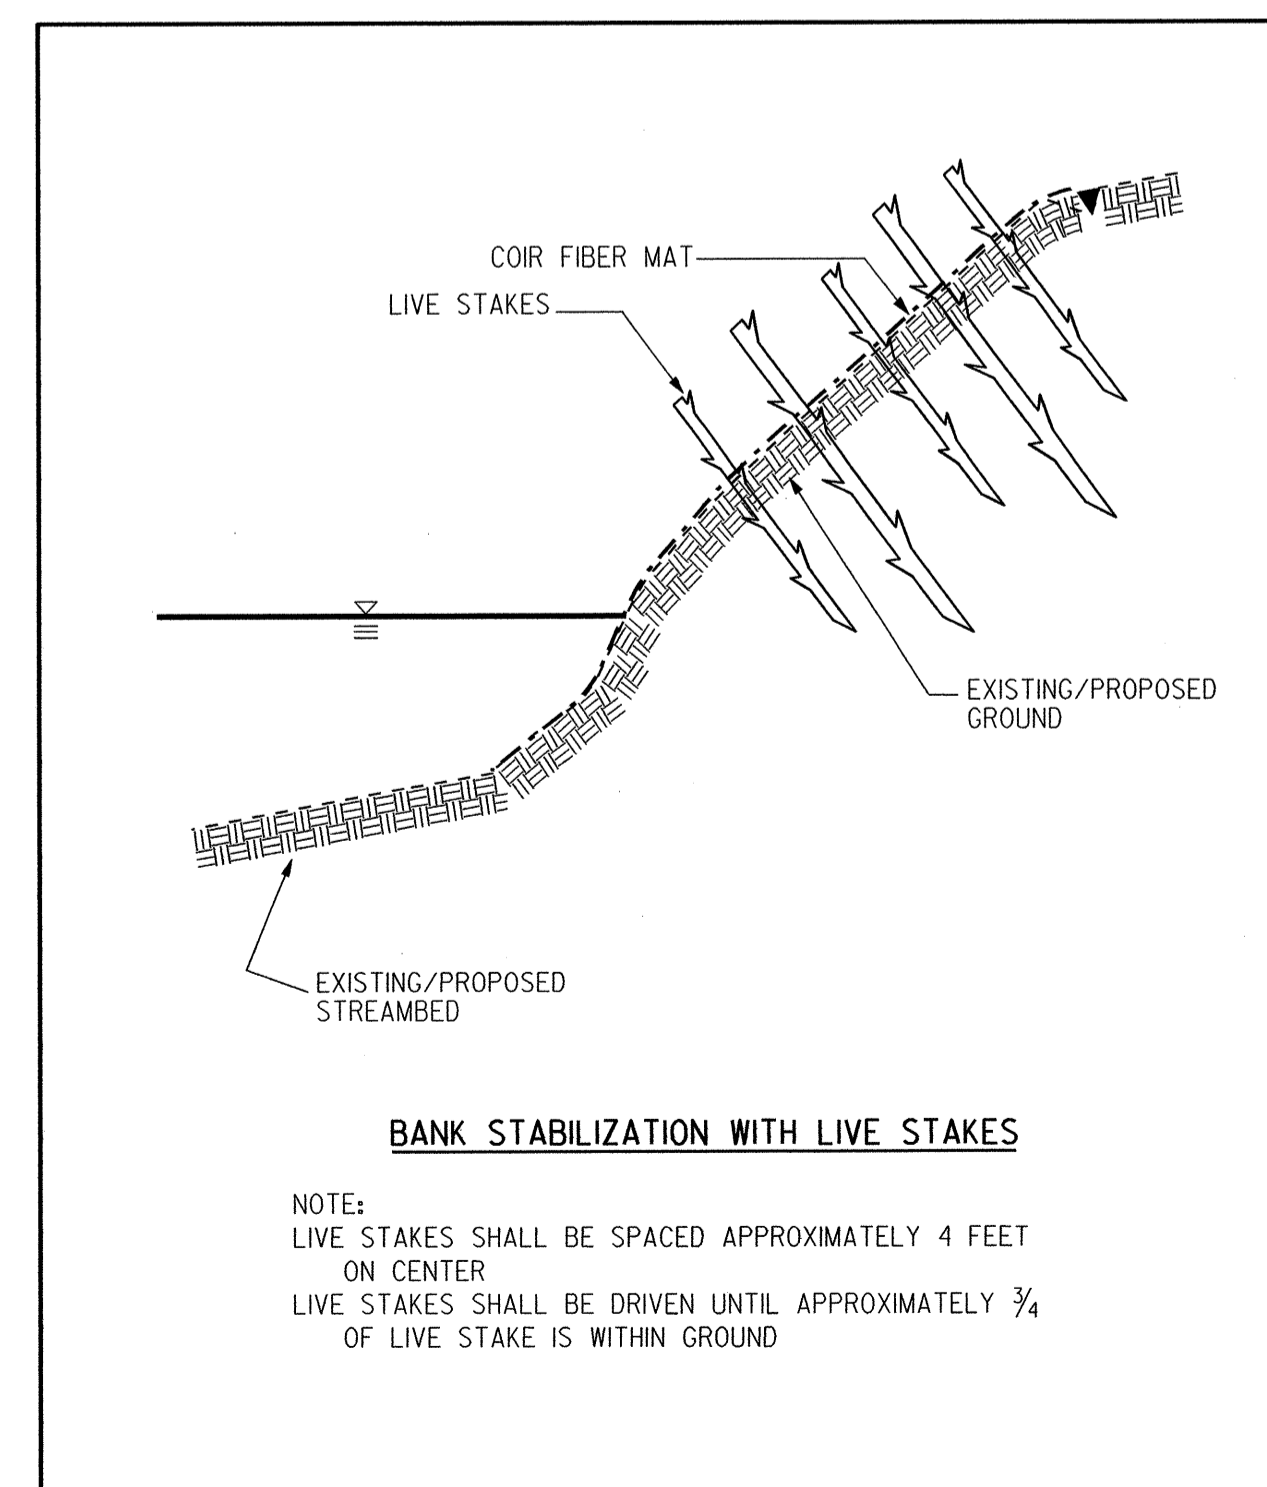 COIR FIBER MAT
LIVE STAKES
EXISTING/PROPOSED
GROUND
EXISTING/PROPOSED
STREAMBED
BANK STABILIZATION WITH LIVE STAKES
NOTE:
LIVE STAKES SHALL BE SPACED APPROXIMATELY 4 FEET
ON CENTER
LIVE STAKES SHALL BE DRIVEN UNTIL APPROXIMATELY 3/4
OF LIVE STAKE IS WITHIN GROUND